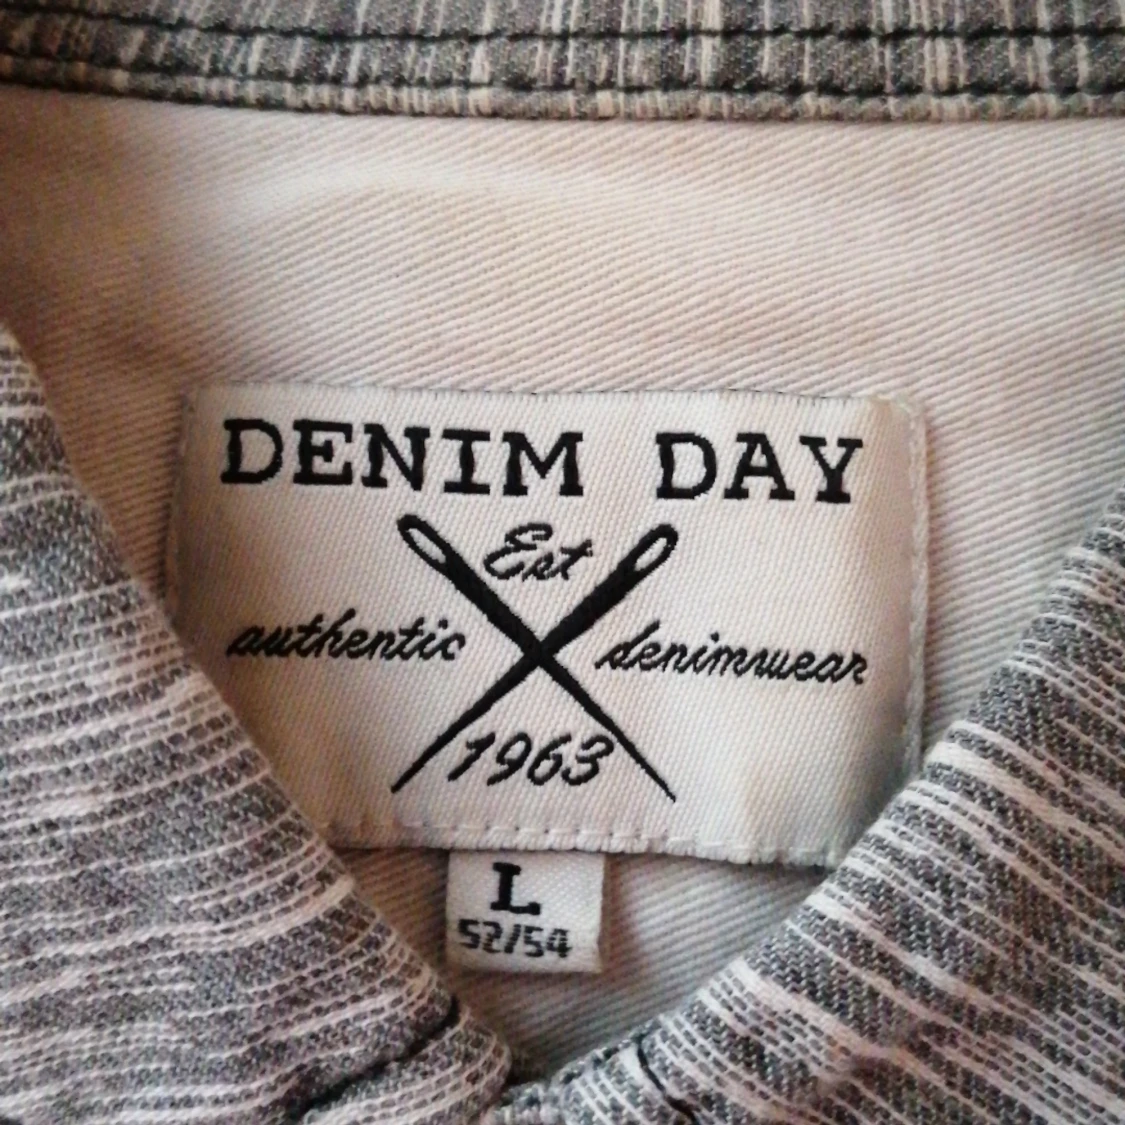 DENIM DAY
Est
authentic denimwear
1963
L
52/54